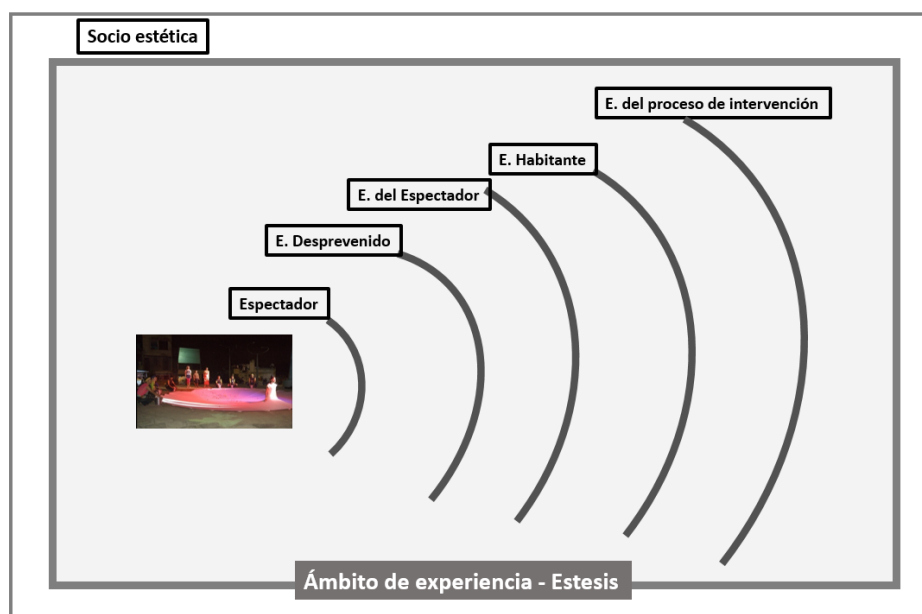 Socio estética
E. del proceso de intervención
E. Habitante
E. del Espectador
E. Desprevenido
Espectador
Ámbito de experiencia - Estesis